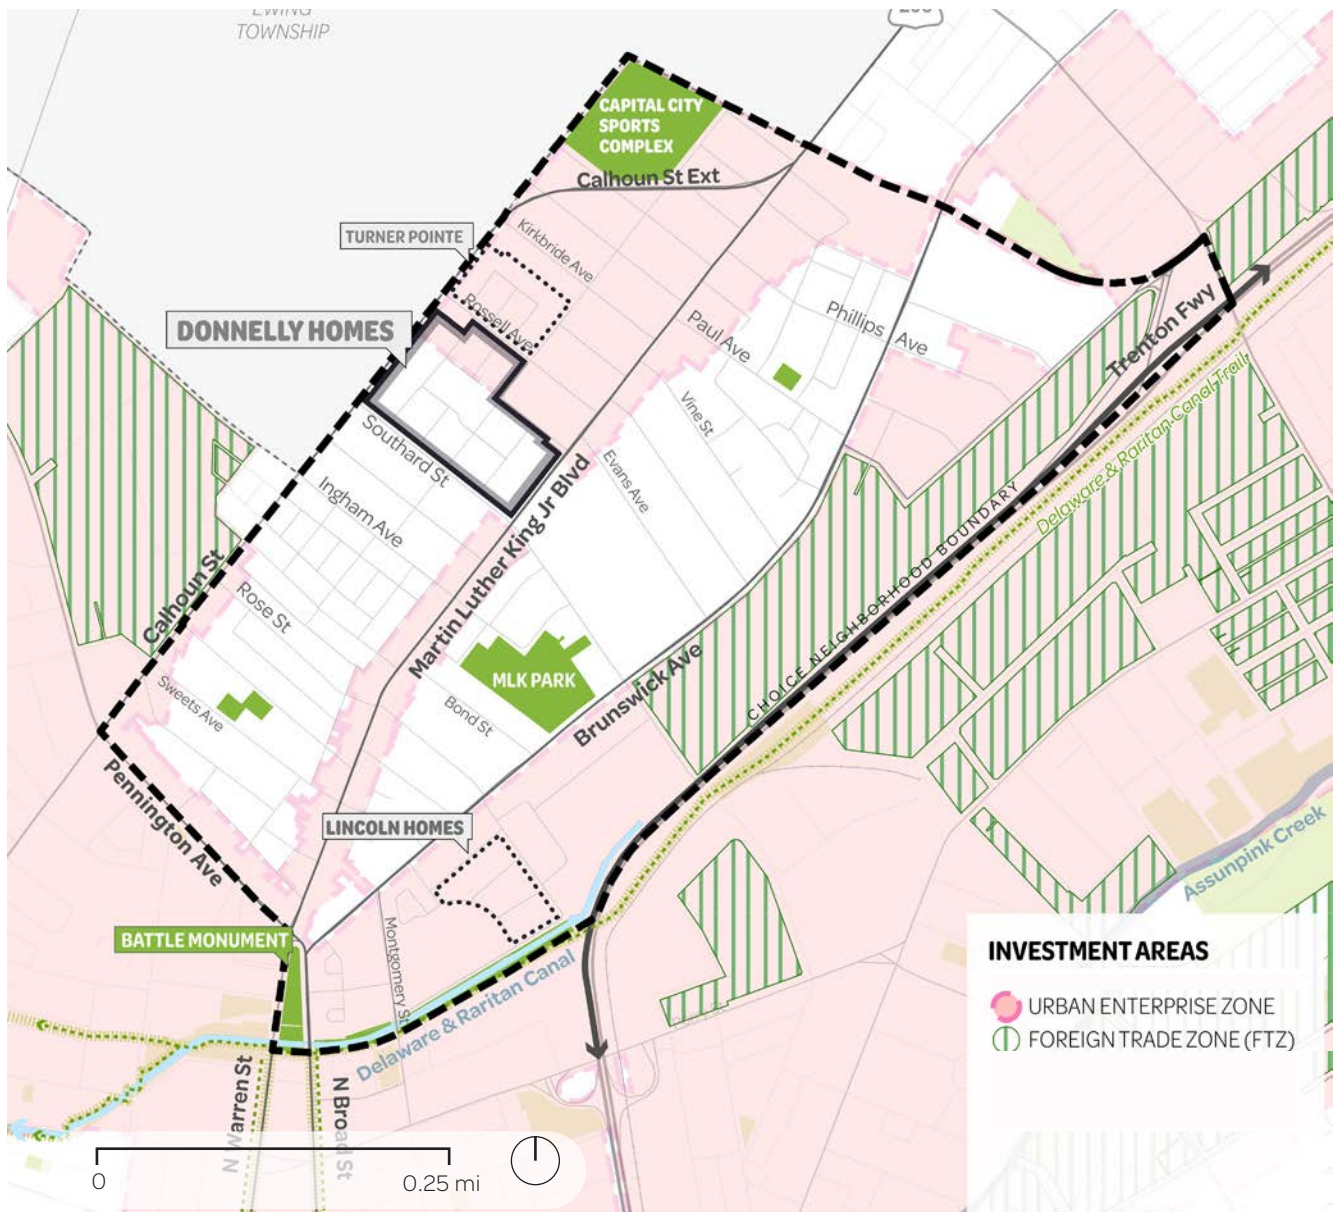 EWING
TOWNSHIP
CAPITAL CITY
SPORTS
COMPLEX
Calhoun St Ext
TURNER POINTE
Kirkbride Ave
Rossell Ave
DONNELLY HOMES
Paul Ave
Phillips Ave
Trenton Fwy
Delaware & Raritan Canal Trail
Southard St
Vine St
Evans Ave
Ingham Ave
Martin Luther King Jr Blvd
CHOICE NEIGHBORHOOD BOUNDARY
Calhoun St
Rose St
Sweets Ave
MLK PARK
Bond St
Brunswick Ave
Pennington Ave
LINCOLN HOMES
Assunpink Creek
BATTLE MONUMENT
Montgomery St
Delaware & Raritan Canal
N Warren St
N Broad St
INVESTMENT AREAS
URBAN ENTERPRISE ZONE
FOREIGN TRADE ZONE (FTZ)
0
0.25 mi